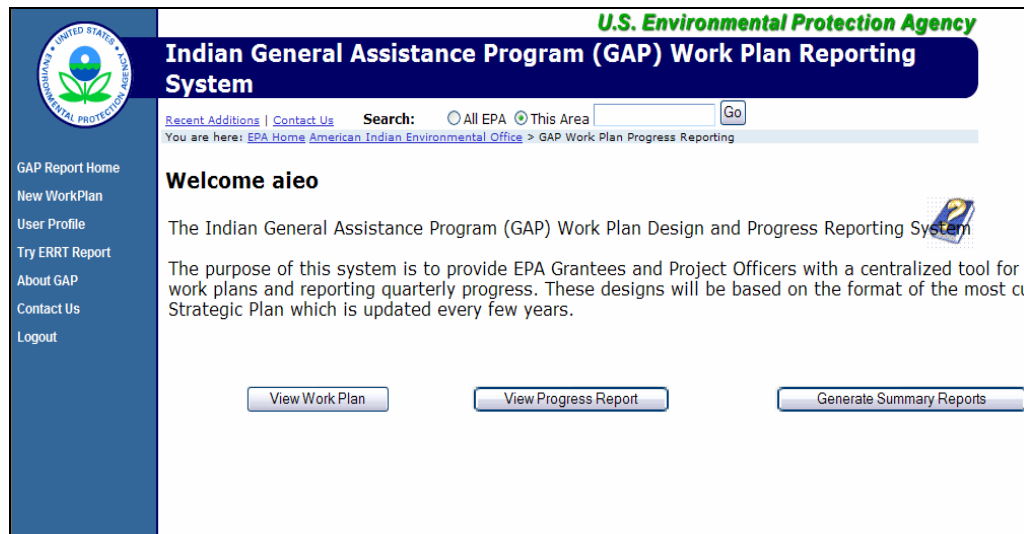 U.S. Environmental Protection Agency
UNITED STATES
ENVIRONMENTAL PROTECTION AGENCY
Indian General Assistance Program (GAP) Work Plan Reporting
System
Recent Additions | Contact Us Search: All EPA This Area Go
You are here: EPA Home American Indian Environmental Office > GAP Work Plan Progress Reporting
GAP Report Home
New WorkPlan
User Profile
Try ERRT Report
About GAP
Contact Us
Logout
Welcome aieo
The Indian General Assistance Program (GAP) Work Plan Design and Progress Reporting System
The purpose of this system is to provide EPA Grantees and Project Officers with a centralized tool for
work plans and reporting quarterly progress. These designs will be based on the format of the most cu
Strategic Plan which is updated every few years.
View Work Plan
View Progress Report
Generate Summary Reports